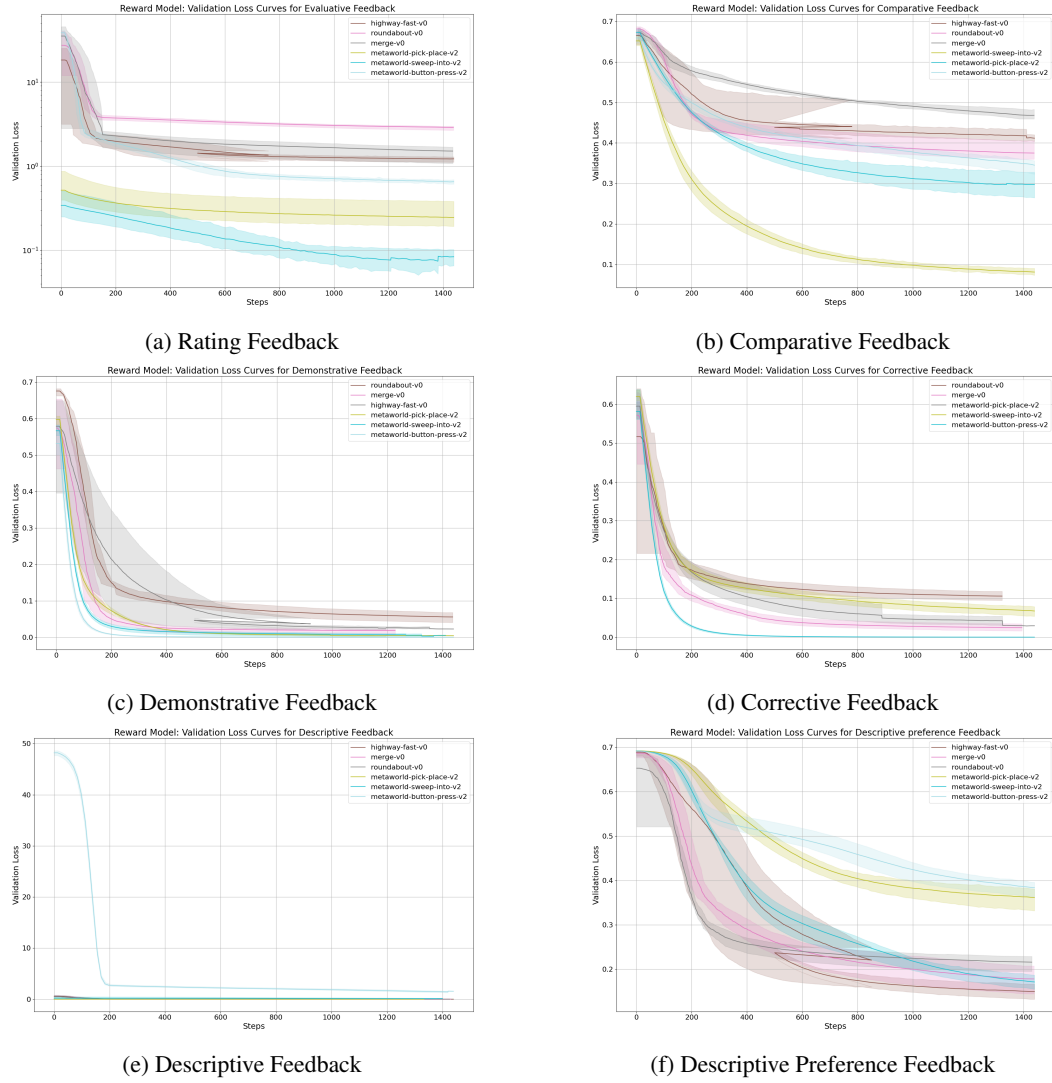 Reward Model: Validation Loss Curves for Evaluative Feedback
highway-fast-v0
roundabout-v0
merge-v0
metaworld-pick-place-v2
metaworld-sweep-into-v2
metaworld-button-press-v2
10¹
10⁰
10⁻¹
Validation Loss
0 200 400 600 800 1000 1200 1400
Steps
(a) Rating Feedback
Reward Model: Validation Loss Curves for Comparative Feedback
highway-fast-v0
roundabout-v0
merge-v0
metaworld-sweep-into-v2
metaworld-pick-place-v2
metaworld-button-press-v2
0.7
0.6
0.5
0.4
0.3
0.2
0.1
Validation Loss
0 200 400 600 800 1000 1200 1400
Steps
(b) Comparative Feedback
Reward Model: Validation Loss Curves for Demonstrative Feedback
roundabout-v0
merge-v0
highway-fast-v0
metaworld-pick-place-v2
metaworld-sweep-into-v2
metaworld-button-press-v2
0.7
0.6
0.5
0.4
0.3
0.2
0.1
0.0
Validation Loss
0 200 400 600 800 1000 1200 1400
Steps
(c) Demonstrative Feedback
Reward Model: Validation Loss Curves for Corrective Feedback
roundabout-v0
merge-v0
metaworld-pick-place-v2
metaworld-sweep-into-v2
metaworld-button-press-v2
0.6
0.5
0.4
0.3
0.2
0.1
0.0
Validation Loss
0 200 400 600 800 1000 1200 1400
Steps
(d) Corrective Feedback
Reward Model: Validation Loss Curves for Descriptive Feedback
highway-fast-v0
merge-v0
roundabout-v0
metaworld-pick-place-v2
metaworld-sweep-into-v2
metaworld-button-press-v2
50
40
30
20
10
0
Validation Loss
0 200 400 600 800 1000 1200 1400
Steps
(e) Descriptive Feedback
Reward Model: Validation Loss Curves for Descriptive preference Feedback
highway-fast-v0
merge-v0
roundabout-v0
metaworld-pick-place-v2
metaworld-sweep-into-v2
metaworld-button-press-v2
0.7
0.6
0.5
0.4
0.3
0.2
Validation Loss
0 200 400 600 800 1000 1200 1400
Steps
(f) Descriptive Preference Feedback